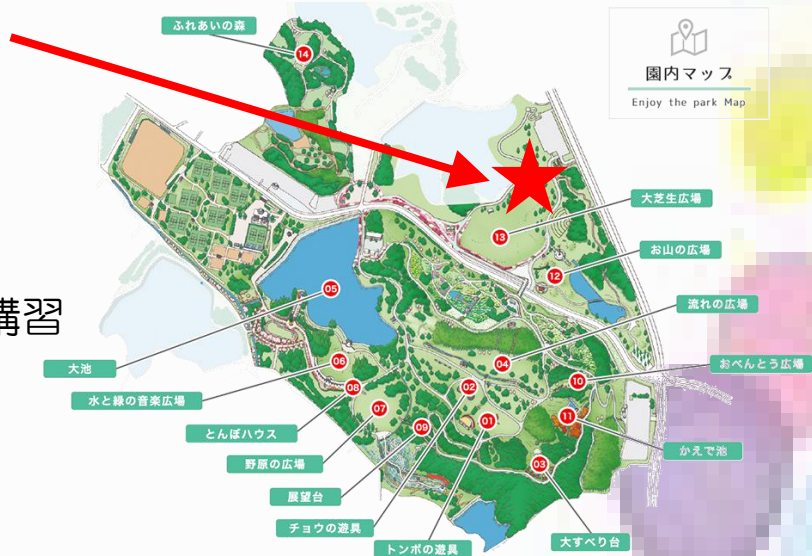 ふれあいの森
14
園内マップ
Enjoy the park Map
大芝生広場
13
お山の広場
12
05
講習
流れの広場
大池
06
04
おべんとう広場
水と緑の音楽広場
08
02
10
とんぼハウス
07
01
11
野原の広場
09
かえで池
展望台
03
チョウの遊具
トンボの遊具
大すべり台